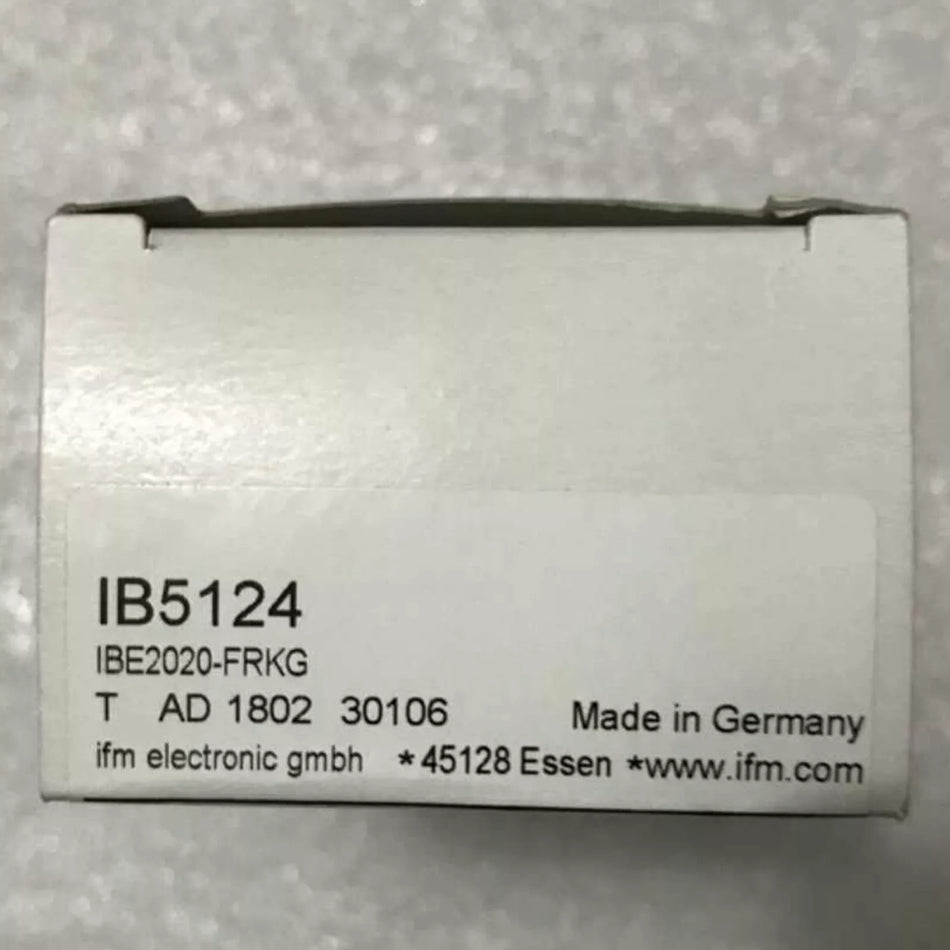 IB5124
IBE2020-FRKG
T AD 1802 30106 Made in Germany
ifm electronic gmbh *45128 Essen *www.ifm.com